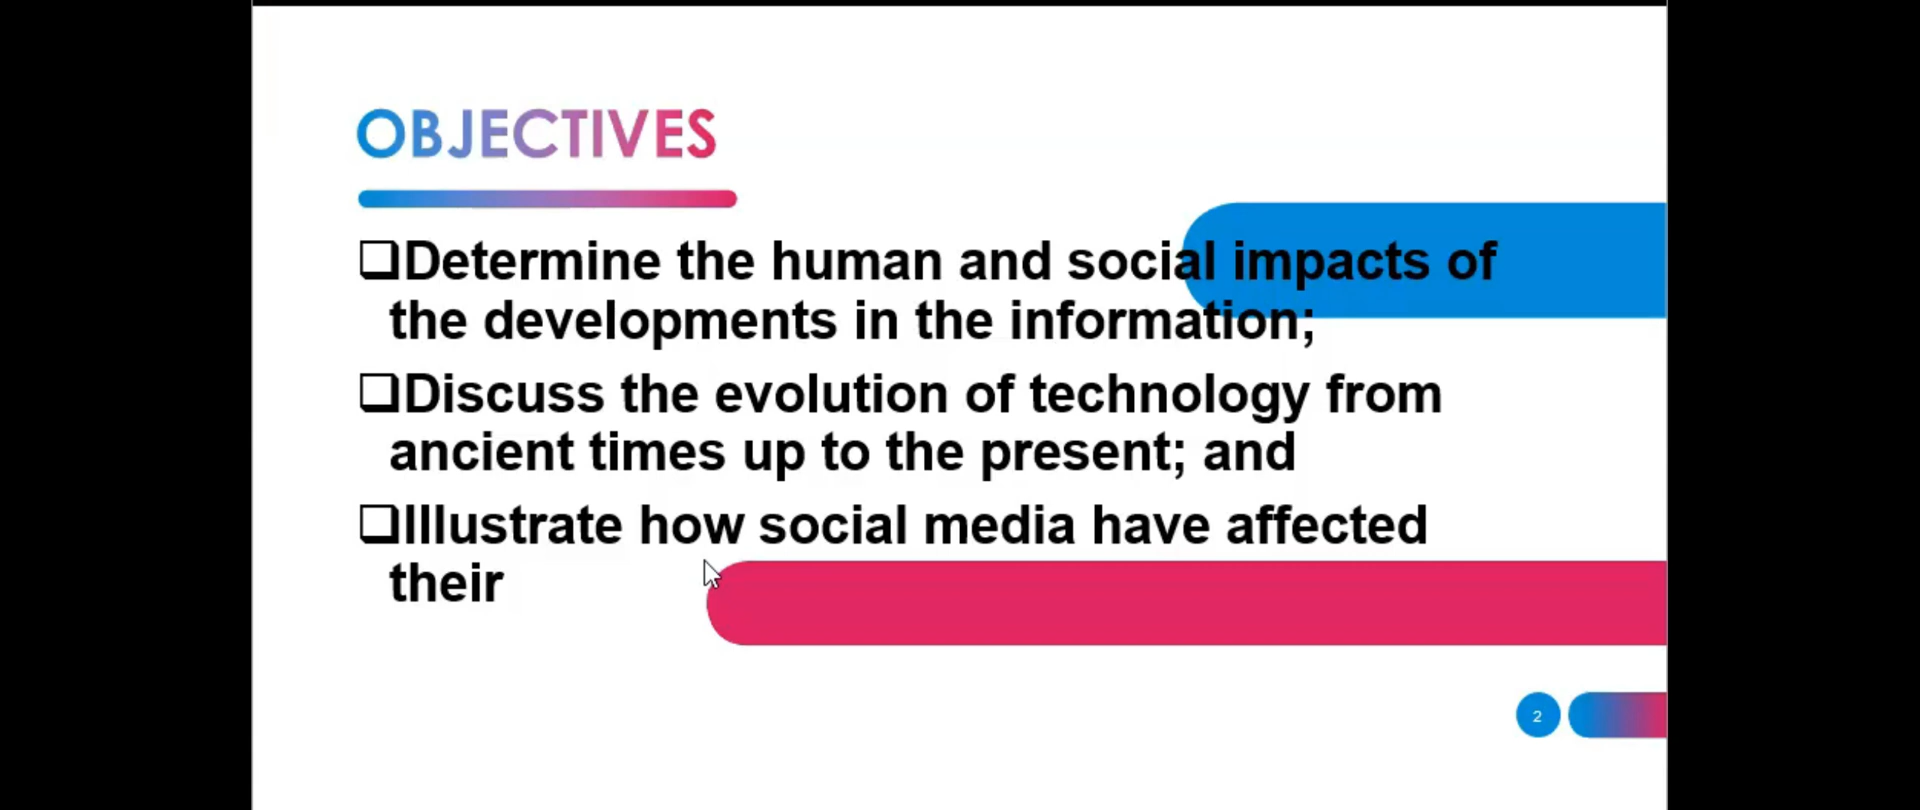 OBJECTIVES
❑Determine the human and social impacts of
the developments in the information;
❑Discuss the evolution of technology from
ancient times up to the present; and
❑Illustrate how social media have affected
their
2